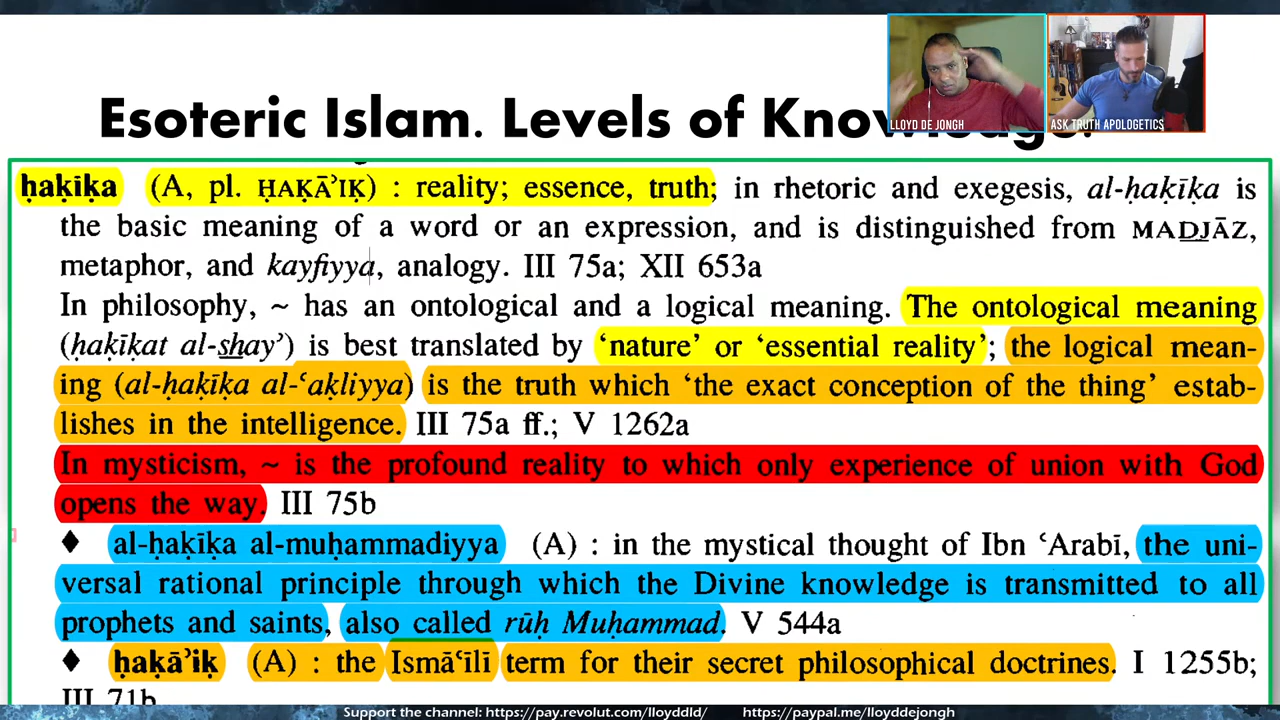 Esoteric Islam. Levels of Knowledge.
LLOYD DE JONGH
ASK TRUTH APOLOGETICS
ḥaḳīḳa (A, pl. ḤAḲĀʾIḲ) : reality; essence, truth; in rhetoric and exegesis, al-ḥaḳīḳa is
the basic meaning of a word or an expression, and is distinguished from MADJĀZ,
metaphor, and kayfiyya, analogy. III 75a; XII 653a
In philosophy, ~ has an ontological and a logical meaning. The ontological meaning
(ḥaḳīḳat al-shayʾ) is best translated by ‘nature’ or ‘essential reality’; the logical mean-
ing (al-ḥaḳīḳa al-ʿaḳliyya) is the truth which ‘the exact conception of the thing’ estab-
lishes in the intelligence. III 75a ff.; V 1262a
In mysticism, ~ is the profound reality to which only experience of union with God
opens the way. III 75b
♦ al-ḥaḳīḳa al-muḥammadiyya (A) : in the mystical thought of Ibn ʿArabī, the uni-
versal rational principle through which the Divine knowledge is transmitted to all
prophets and saints, also called rūḥ Muḥammad. V 544a
♦ ḥaḳāʾiḳ (A) : the Ismāʿīlī term for their secret philosophical doctrines. I 1255b;
III 71b
Support the channel: https://pay.revolut.com/lloyddld/ https://paypal.me/lloyddejongh